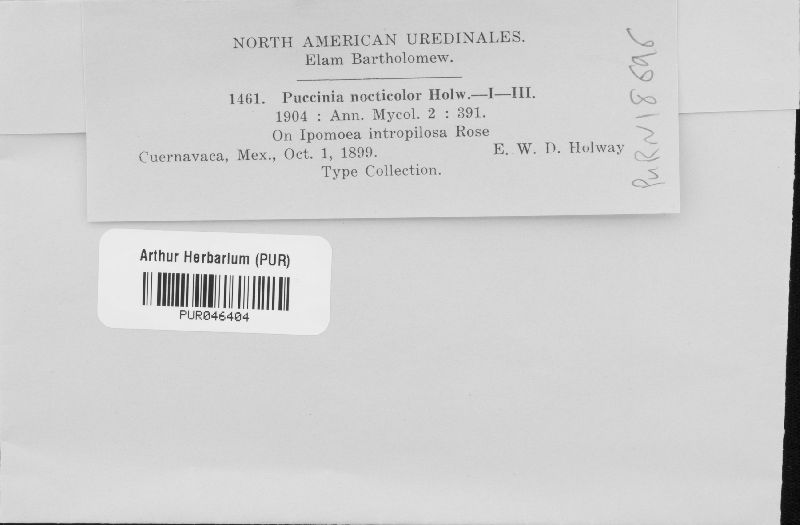 NORTH AMERICAN UREDINALES.
Elam Bartholomew.
1461. Puccinia nocticolor Holw.—I—III.
1904 : Ann. Mycol. 2 : 391.
On Ipomoea intropilosa Rose
Cuernavaca, Mex., Oct. 1, 1899. E. W. D. Holway
Type Collection.
PUR N18696
Arthur Herbarium (PUR)
PUR046404